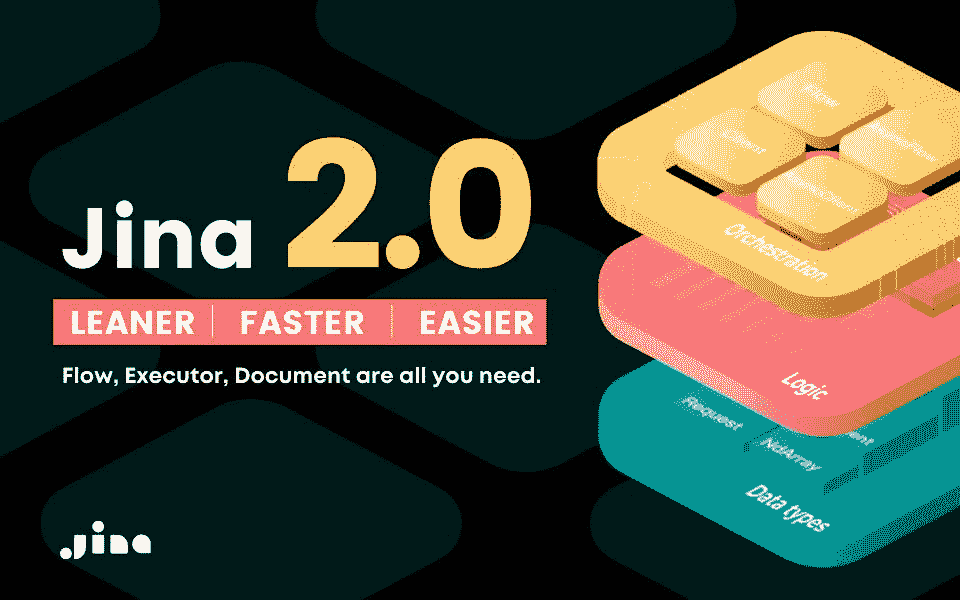 Jina 2.0
LEANER | FASTER | EASIER
Flow, Executor, Document are all you need.
Jina
Flow
Orchestration
Logic
Request
NdArray
Data types